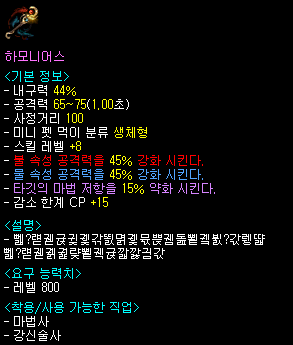 하모니어스
<기본 정보>
- 내구력 44%
- 공격력 65~75(1.00초)
- 사정거리 100
- 미니 펫 먹이 분류 생체형
- 스킬 레벨 +8
- 불 속성 공격력을 45% 강화 시킨다.
- 물 속성 공격력을 45% 강화 시킨다.
- 타깃의 마법 저항을 15% 약화 시킨다.
- 감소 한계 CP +15
<설명>
<요구 능력치>
- 레벨 800
<착용/사용 가능한 직업>
- 마법사
- 강신술사